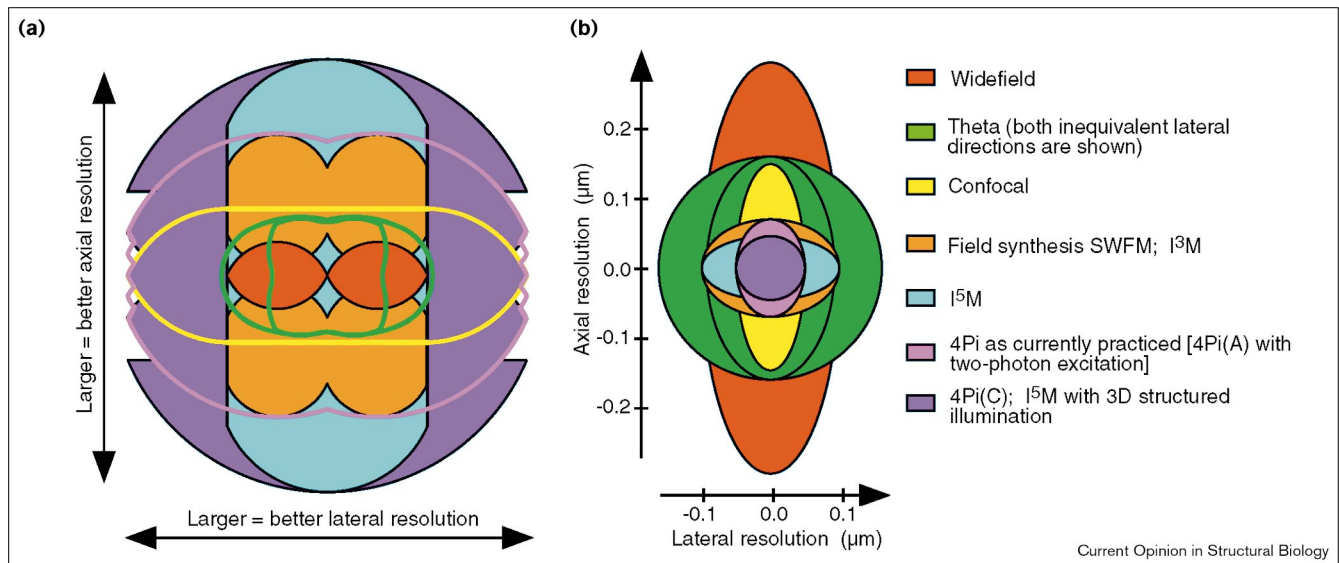 (a)
Larger = better axial resolution
Larger = better lateral resolution
(b)
Axial resolution (μm)
0.2
0.1
0.0
-0.1
-0.2
-0.1
0.0
0.1
Lateral resolution (μm)
Widefield
Theta (both inequivalent lateral
directions are shown)
Confocal
Field synthesis SWFM; I³M
I⁵M
4Pi as currently practiced [4Pi(A) with
two-photon excitation]
4Pi(C); I⁵M with 3D structured
illumination
Current Opinion in Structural Biology